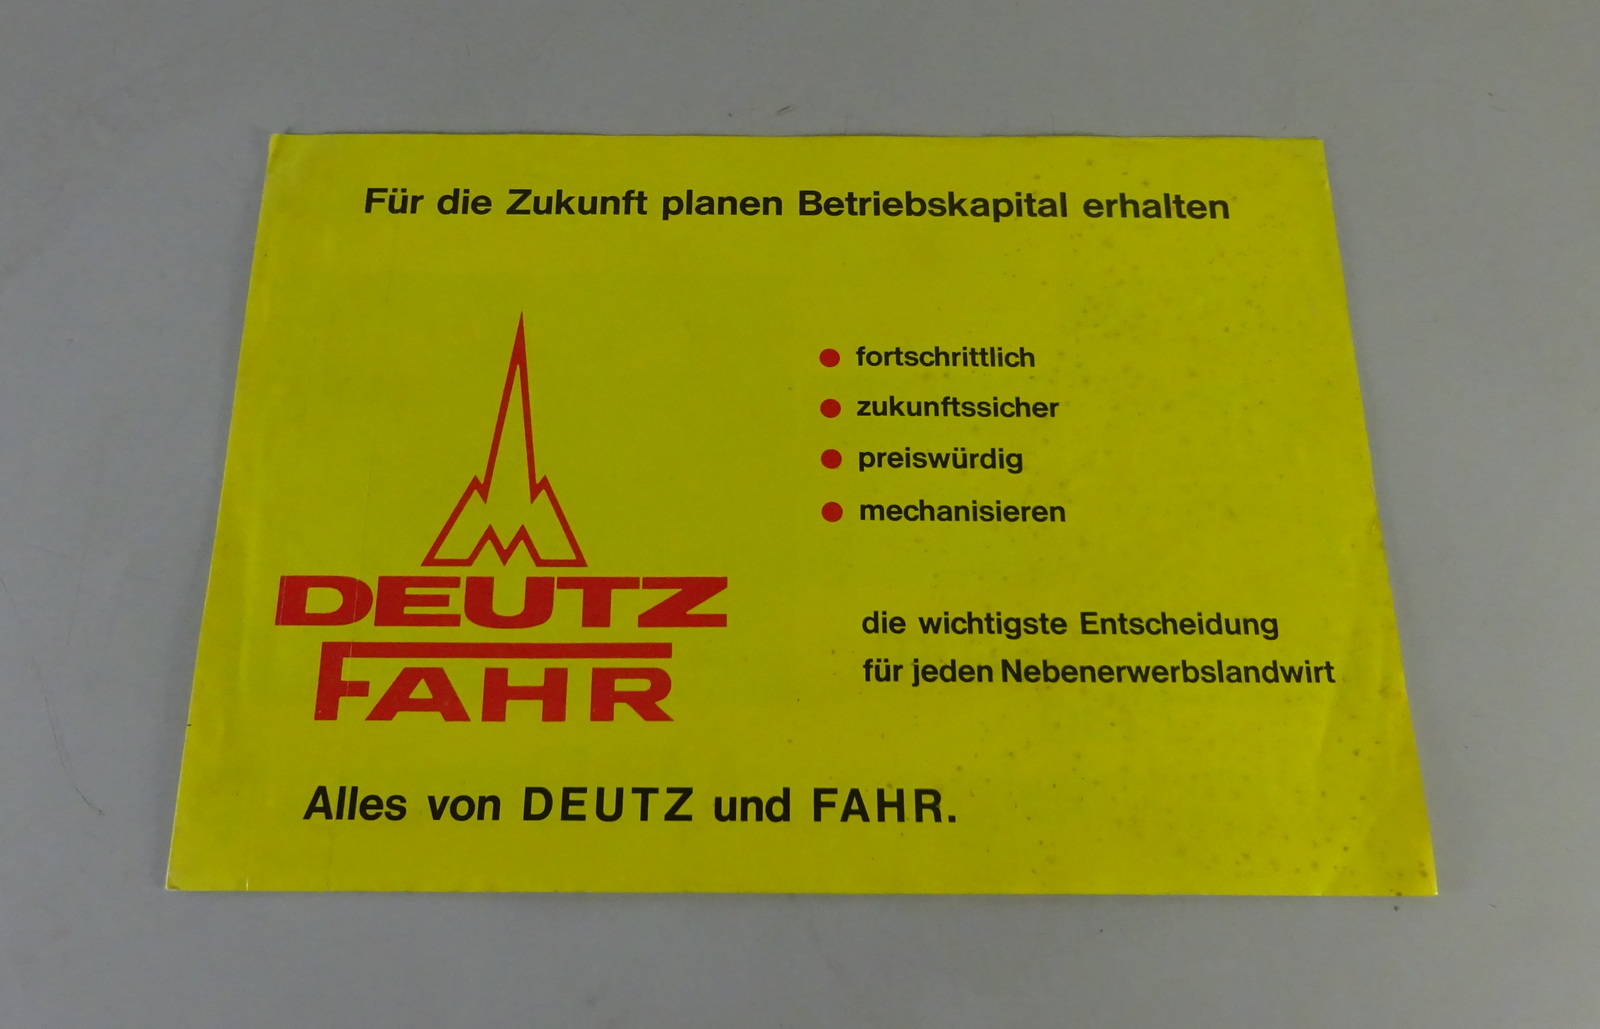 Für die Zukunft planen Betriebskapital erhalten
fortschrittlich
zukunftssicher
preiswürdig
mechanisieren
DEUTZ
FAHR
die wichtigste Entscheidung
für jeden Nebenerwerbslandwirt
Alles von DEUTZ und FAHR.